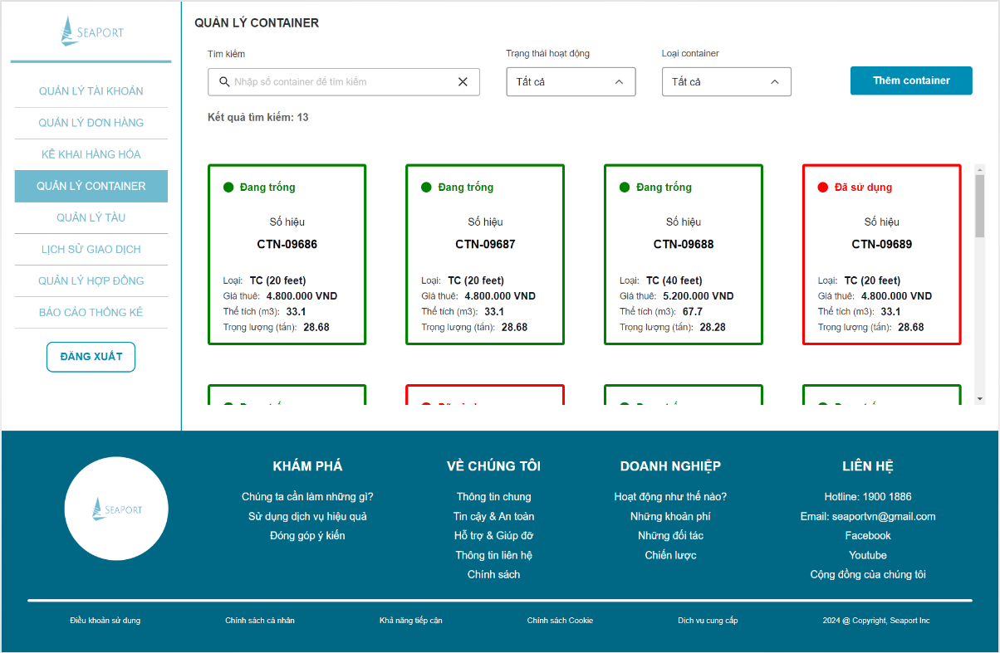 SEAPORT
QUẢN LÝ TÀI KHOẢN
QUẢN LÝ ĐƠN HÀNG
KÊ KHAI HÀNG HÓA
QUẢN LÝ CONTAINER
QUẢN LÝ TÀU
LỊCH SỬ GIAO DỊCH
QUẢN LÝ HỢP ĐỒNG
BÁO CÁO THỐNG KÊ
ĐĂNG XUẤT
QUẢN LÝ CONTAINER
Tìm kiếm
Nhập số container để tìm kiếm
Trạng thái hoạt động
Tất cả
Loại container
Tất cả
Thêm container
Kết quả tìm kiếm: 13
Đang trống
Số hiệu
CTN-09686
Loại: TC (20 feet)
Giá thuê: 4.800.000 VND
Thể tích (m3): 33.1
Trọng lượng (tấn): 28.68
Đang trống
Số hiệu
CTN-09687
Loại: TC (20 feet)
Giá thuê: 4.800.000 VND
Thể tích (m3): 33.1
Trọng lượng (tấn): 28.68
Đang trống
Số hiệu
CTN-09688
Loại: TC (40 feet)
Giá thuê: 5.200.000 VND
Thể tích (m3): 67.7
Trọng lượng (tấn): 28.28
Đã sử dụng
Số hiệu
CTN-09689
Loại: TC (20 feet)
Giá thuê: 4.800.000 VND
Thể tích (m3): 33.1
Trọng lượng (tấn): 28.68
SEAPORT
KHÁM PHÁ
Chúng ta cần làm những gì?
Sử dụng dịch vụ hiệu quả
Đóng góp ý kiến
VỀ CHÚNG TÔI
Thông tin chung
Tin cậy & An toàn
Hỗ trợ & Giúp đỡ
Thông tin liên hệ
Chính sách
DOANH NGHIỆP
Hoạt động như thế nào?
Những khoản phí
Những đối tác
Chiến lược
LIÊN HỆ
Hotline: 1900 1886
Email: seaportvn@gmail.com
Facebook
Youtube
Cộng đồng của chúng tôi
Điều khoản sử dụng
Chính sách cá nhân
Khả năng tiếp cận
Chính sách Cookie
Dịch vụ cung cấp
2024 @ Copyright, Seaport Inc